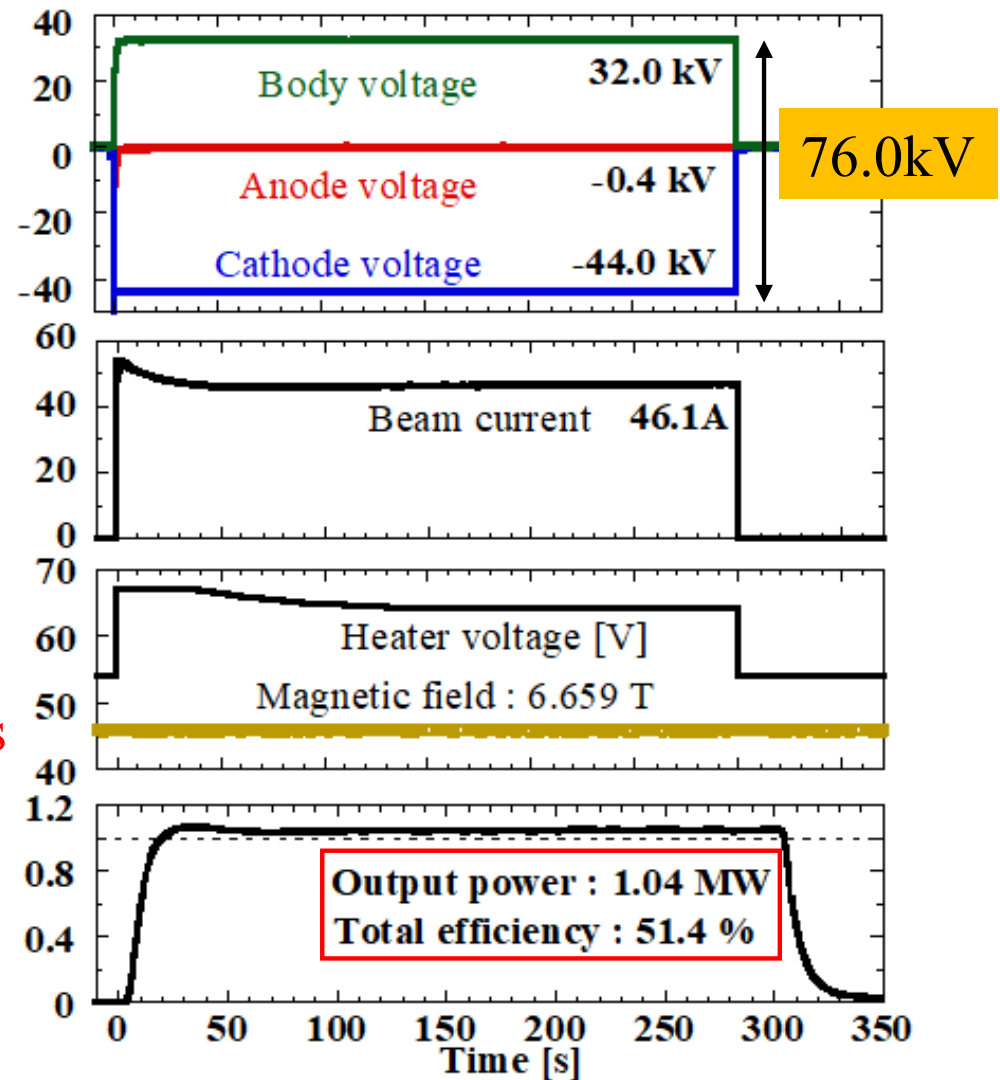 40
20
0
-20
-40
Body voltage 32.0 kV
Anode voltage -0.4 kV
Cathode voltage -44.0 kV
76.0kV
60
40
20
0
Beam current 46.1A
70
60
50
40
Heater voltage [V]
Magnetic field : 6.659 T
s
1.2
0.8
0.4
0
Output power : 1.04 MW
Total efficiency : 51.4 %
0 50 100 150 200 250 300 350
Time [s]